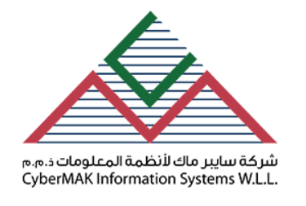 شركة سايبر ماك لأنظمة المعلومات ذ.م.م
CyberMAK Information Systems W.L.L.